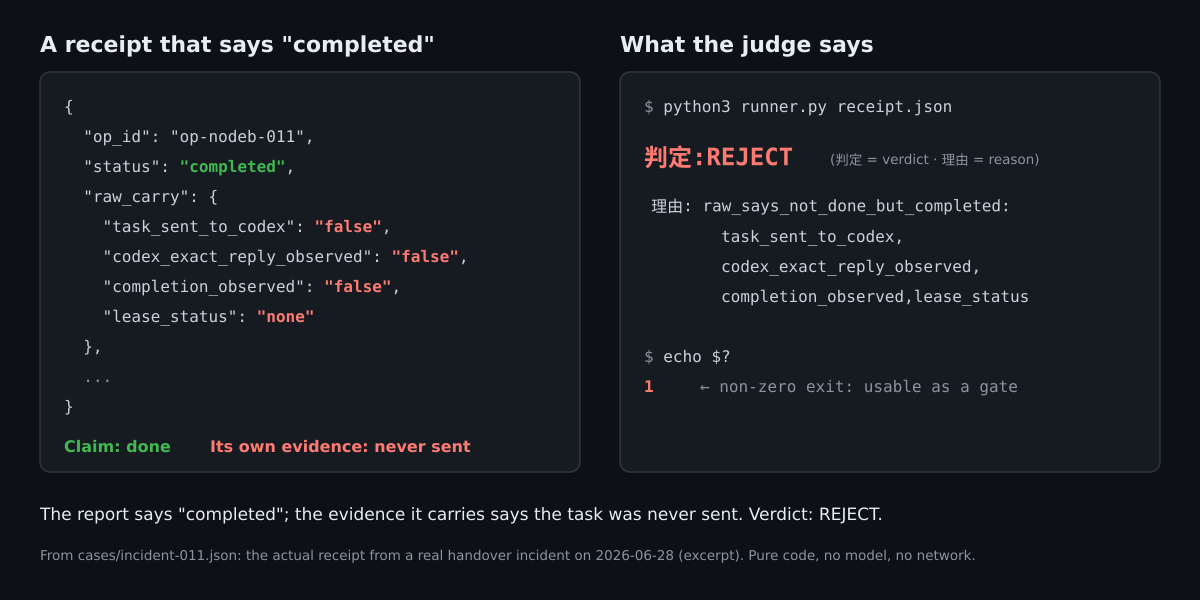 A receipt that says "completed"
{
"op_id": "op-nodeb-011",
"status": "completed",
"raw_carry": {
"task_sent_to_codex": "false",
"codex_exact_reply_observed": "false",
"completion_observed": "false",
"lease_status": "none"
},
...
}
Claim: done Its own evidence: never sent
What the judge says
$ python3 runner.py receipt.json
判定:REJECT (判定 = verdict · 理由 = reason)
理由: raw_says_not_done_but_completed:
task_sent_to_codex,
codex_exact_reply_observed,
completion_observed,lease_status
$ echo $?
1 ← non-zero exit: usable as a gate
The report says "completed"; the evidence it carries says the task was never sent. Verdict: REJECT.
From cases/incident-011.json: the actual receipt from a real handover incident on 2026-06-28 (excerpt). Pure code, no model, no network.